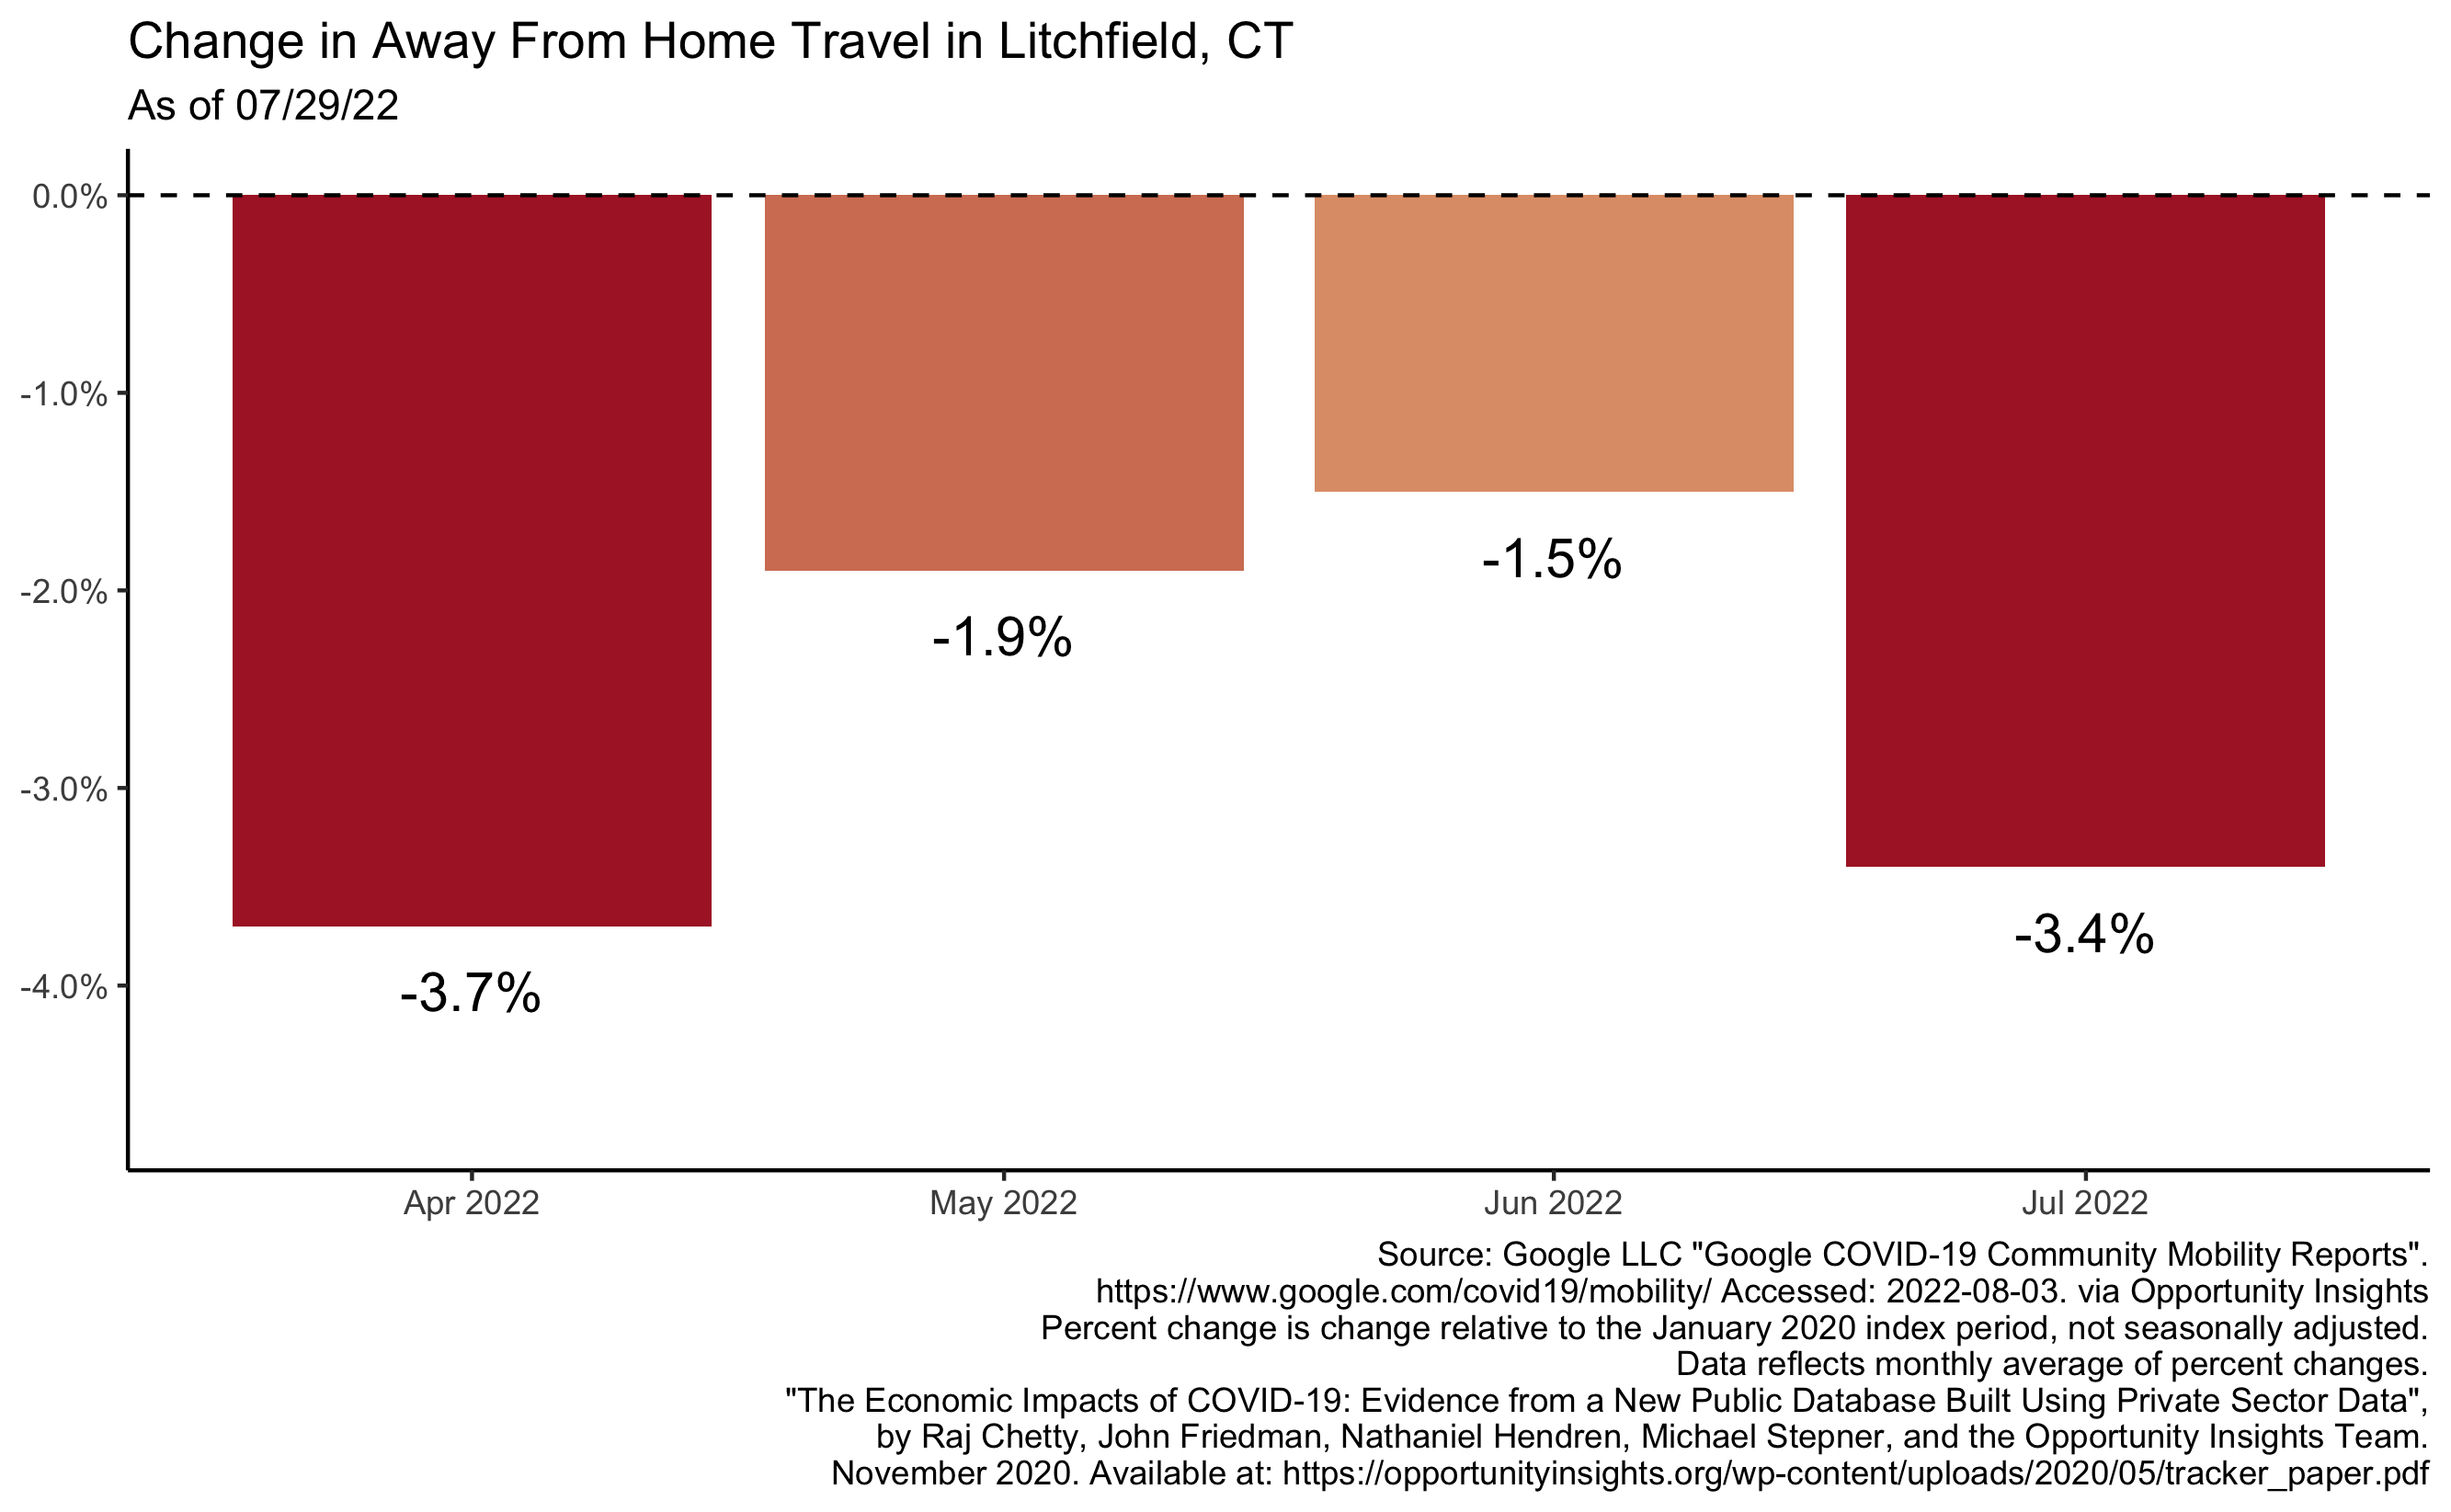 Change in Away From Home Travel in Litchfield, CT
As of 07/29/22
0.0%
-1.0%
-2.0%
-3.0%
-4.0%
-3.7%
-1.9%
-1.5%
-3.4%
Apr 2022
May 2022
Jun 2022
Jul 2022
Source: Google LLC "Google COVID-19 Community Mobility Reports".
https://www.google.com/covid19/mobility/ Accessed: 2022-08-03. via Opportunity Insights
Percent change is change relative to the January 2020 index period, not seasonally adjusted.
Data reflects monthly average of percent changes.
"The Economic Impacts of COVID-19: Evidence from a New Public Database Built Using Private Sector Data",
by Raj Chetty, John Friedman, Nathaniel Hendren, Michael Stepner, and the Opportunity Insights Team.
November 2020. Available at: https://opportunityinsights.org/wp-content/uploads/2020/05/tracker_paper.pdf